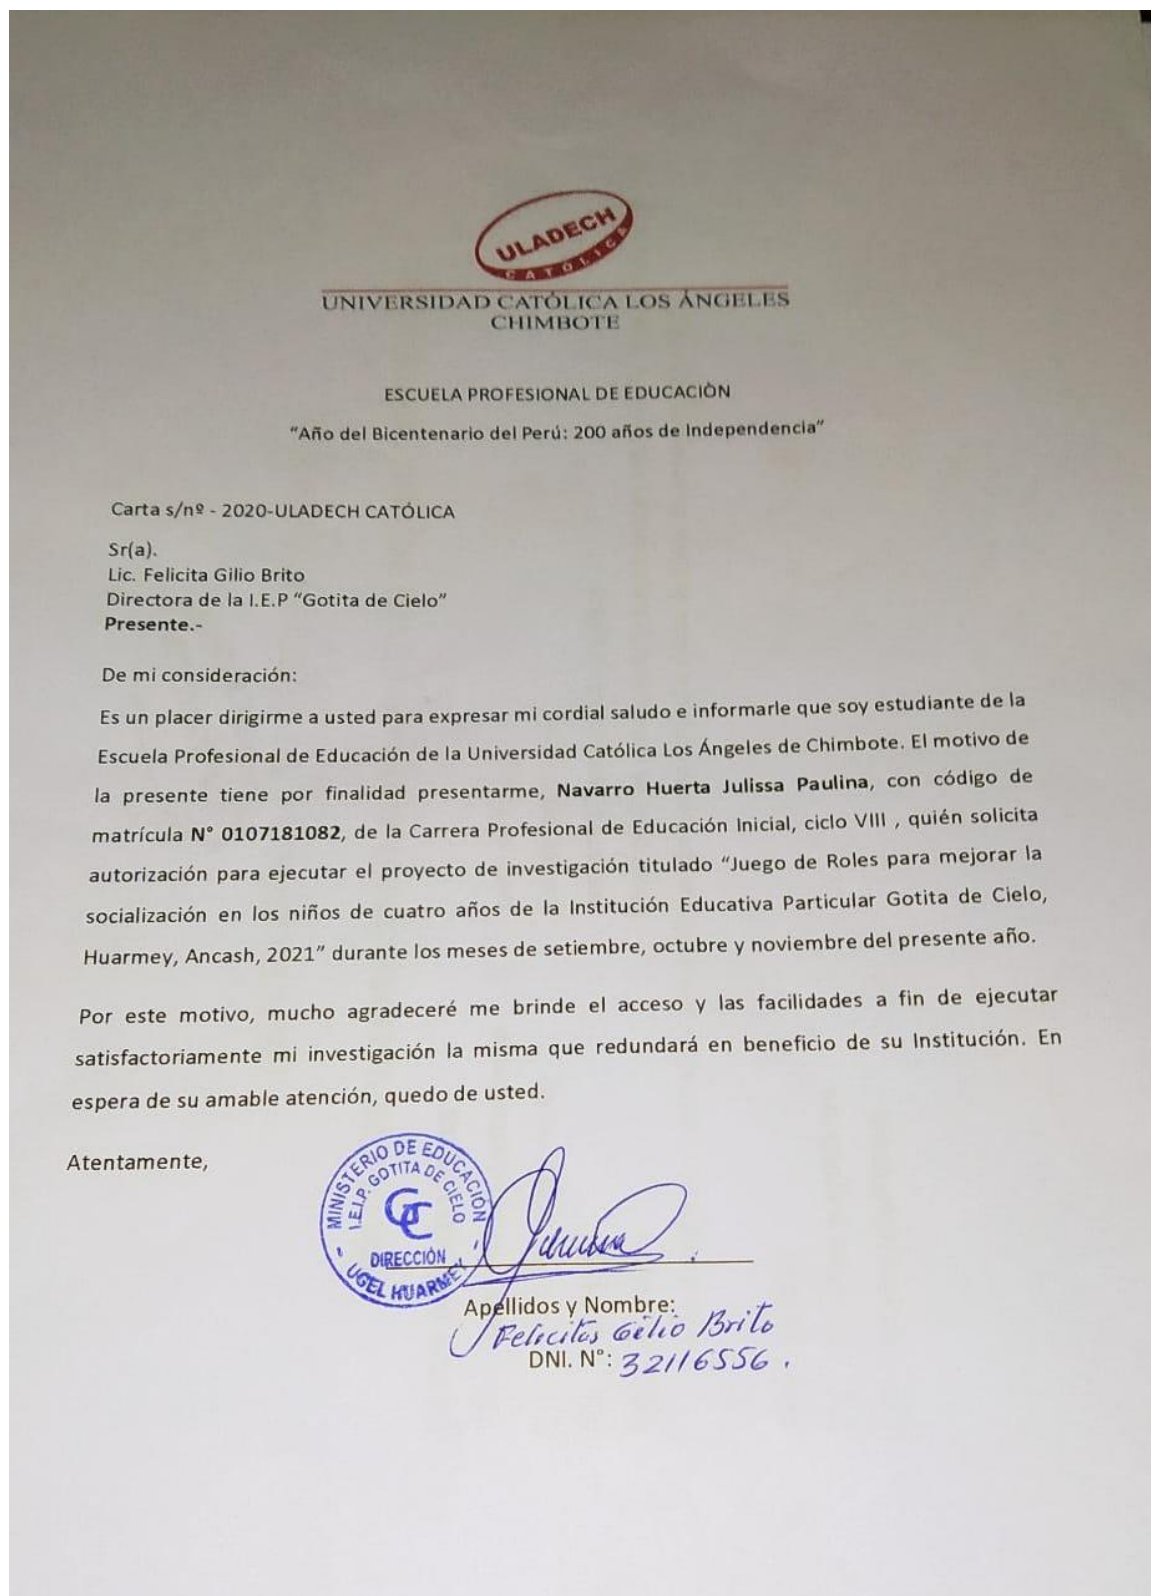 ULADECH
CATÓLICA
UNIVERSIDAD CATÓLICA LOS ÁNGELES
CHIMBOTE
ESCUELA PROFESIONAL DE EDUCACIÒN
“Año del Bicentenario del Perú: 200 años de Independencia”
Carta s/nº - 2020-ULADECH CATÓLICA
Sr(a).
Lic. Felicita Gilio Brito
Directora de la I.E.P “Gotita de Cielo”
Presente.-
De mi consideración:
Es un placer dirigirme a usted para expresar mi cordial saludo e informarle que soy estudiante de la
Escuela Profesional de Educación de la Universidad Católica Los Ángeles de Chimbote. El motivo de
la presente tiene por finalidad presentarme, Navarro Huerta Julissa Paulina, con código de
matrícula N° 0107181082, de la Carrera Profesional de Educación Inicial, ciclo VIII , quién solicita
autorización para ejecutar el proyecto de investigación titulado “Juego de Roles para mejorar la
socialización en los niños de cuatro años de la Institución Educativa Particular Gotita de Cielo,
Huarmey, Ancash, 2021” durante los meses de setiembre, octubre y noviembre del presente año.
Por este motivo, mucho agradeceré me brinde el acceso y las facilidades a fin de ejecutar
satisfactoriamente mi investigación la misma que redundará en beneficio de su Institución. En
espera de su amable atención, quedo de usted.
Atentamente,
MINISTERIO DE EDUCACIÓN
I.E.I.P. GOTITA DE CIELO
GC
DIRECCIÓN
- UGEL HUARMEY -
Apellidos y Nombre:
Felicitas Gilio Brito
DNI. N°: 32116556.